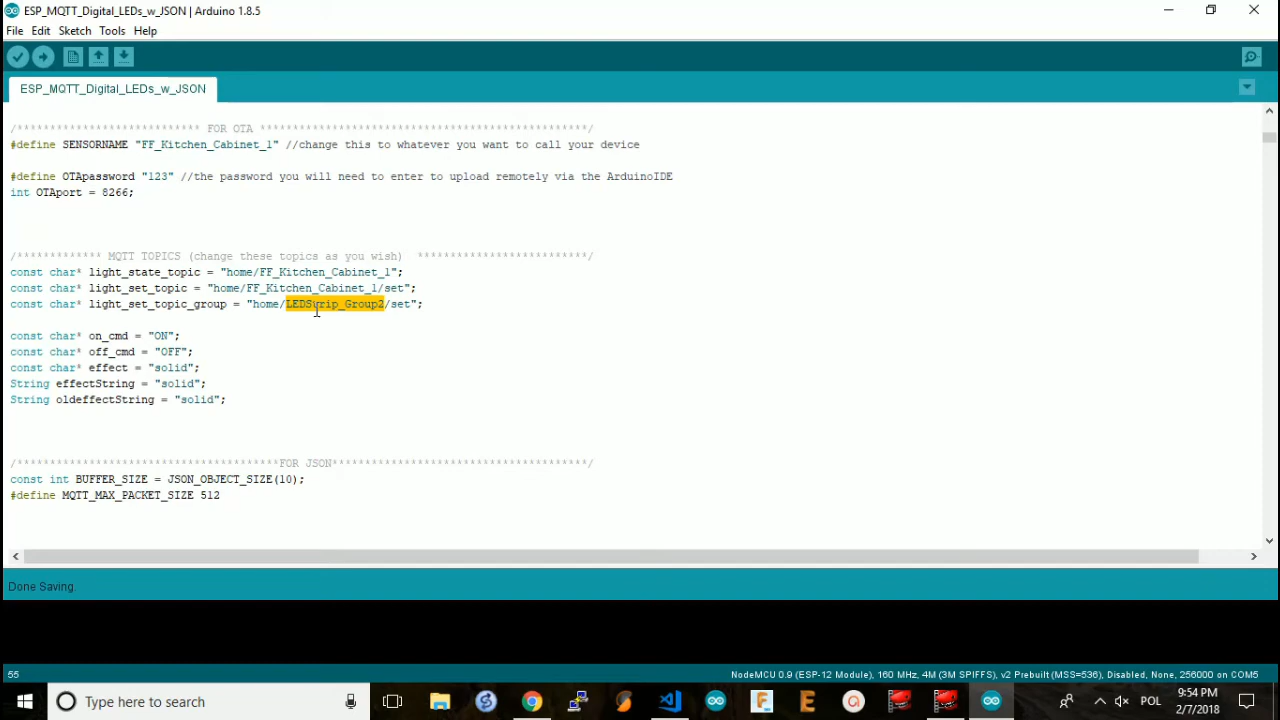 ESP_MQTT_Digital_LEDs_w_JSON | Arduino 1.8.5
File Edit Sketch Tools Help
ESP_MQTT_Digital_LEDs_w_JSON
/**************************** FOR OTA **************************************************/
#define SENSORNAME "FF_Kitchen_Cabinet_1" //change this to whatever you want to call your device
#define OTApassword "123" //the password you will need to enter to upload remotely via the ArduinoIDE
int OTAport = 8266;
/************* MQTT TOPICS (change these topics as you wish)  **************************/
const char* light_state_topic = "home/FF_Kitchen_Cabinet_1";
const char* light_set_topic = "home/FF_Kitchen_Cabinet_1/set";
const char* light_set_topic_group = "home/LEDStrip_Group2/set";
const char* on_cmd = "ON";
const char* off_cmd = "OFF";
const char* effect = "solid";
String effectString = "solid";
String oldeffectString = "solid";
/****************************************FOR JSON***************************************/
const int BUFFER_SIZE = JSON_OBJECT_SIZE(10);
#define MQTT_MAX_PACKET_SIZE 512
Done Saving.
55 NodeMCU 0.9 (ESP-12 Module), 160 MHz, 4M (3M SPIFFS), v2 Prebuilt (MSS=536), Disabled, None, 256000 on COM5
Type here to search POL 9:54 PM
2/7/2018